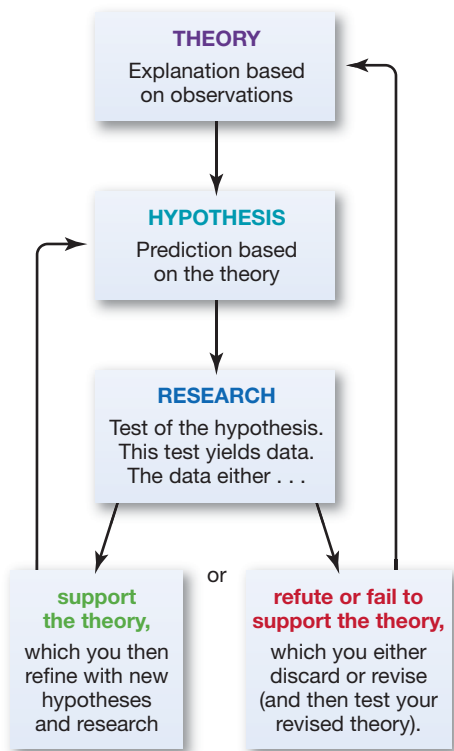 THEORY
Explanation based
on observations
HYPOTHESIS
Prediction based
on the theory
RESEARCH
Test of the hypothesis.
This test yields data.
The data either . . .
or
support
the theory,
which you then
refine with new
hypotheses
and research
refute or fail to
support the theory,
which you either
discard or revise
(and then test your
revised theory).